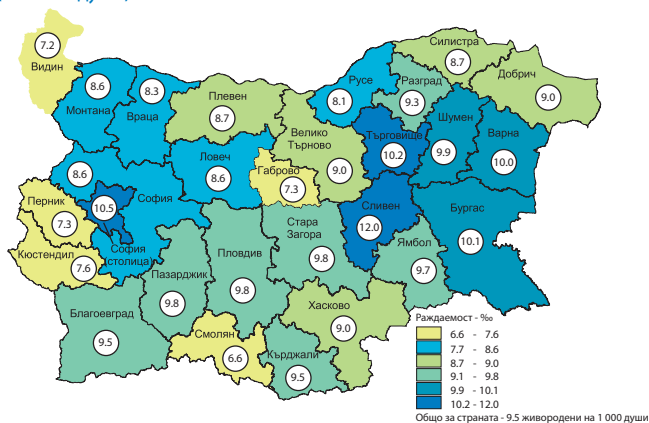 7.2
Видин
8.6
Монтана
8.3
Враца
Плевен
8.7
Русе
8.1
Силистра
8.7
Разград
9.3
Добрич
9.0
Велико
Търново
9.0
Търговище
10.2
Шумен
9.9
Варна
10.0
Ловеч
8.6
Габрово
7.3
8.6
София
10.5
София
(столица)
Перник
7.3
Кюстендил
7.6
Сливен
12.0
Бургас
10.1
Ямбол
9.7
Стара
Загора
9.8
Пловдив
9.8
Пазарджик
9.8
Благоевград
9.5
Смолян
6.6
Хасково
9.0
Кърджали
9.5
Раждаемост - ‰
6.6 - 7.6
7.7 - 8.6
8.7 - 9.0
9.1 - 9.8
9.9 - 10.1
10.2 - 12.0
Общо за страната - 9.5 живородени на 1 000 души